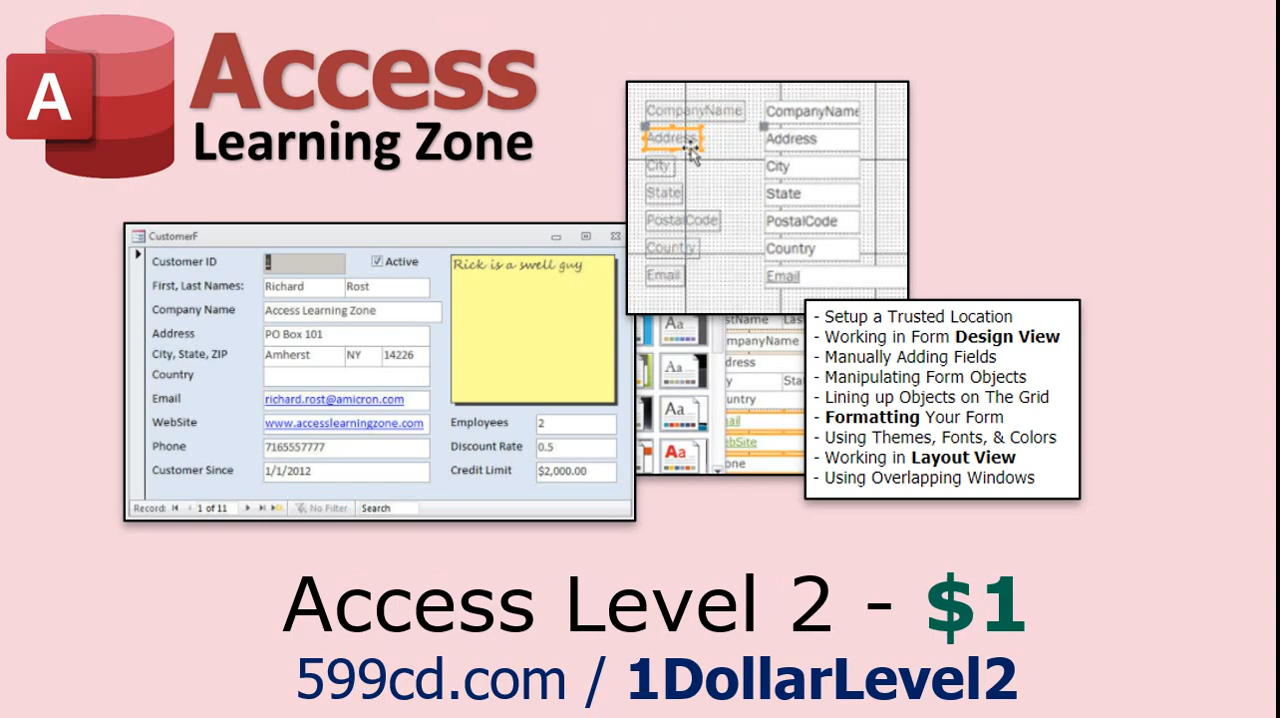 A
Access
Learning Zone
CompanyName CompanyName
Address Address
City City
State State
PostalCode PostalCode
Country Country
Email Email
CustomerF
Customer ID
Active
First, Last Names: Richard Rost
Company Name Access Learning Zone
Address PO Box 101
City, State, ZIP Amherst NY 14226
Country
Email richard.rost@amicron.com
WebSite www.accesslearningzone.com
Phone 7165557777
Customer Since 1/1/2012
Rick is a swell guy
Employees 2
Discount Rate 0.5
Credit Limit $2,000.00
Record: 1 of 11 No Filter Search
Aa
Aa
Aa
Aa
- Setup a Trusted Location
- Working in Form Design View
- Manually Adding Fields
- Manipulating Form Objects
- Lining up Objects on The Grid
- Formatting Your Form
- Using Themes, Fonts, & Colors
- Working in Layout View
- Using Overlapping Windows
Access Level 2 - $1
599cd.com / 1DollarLevel2